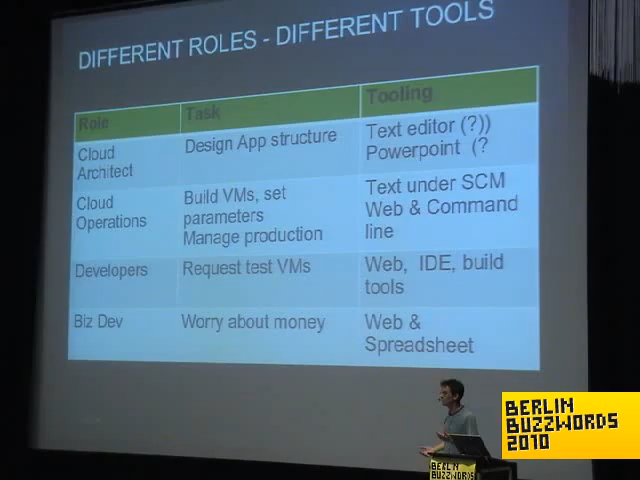 DIFFERENT ROLES - DIFFERENT TOOLS
Role
Task
Tooling
Cloud
Architect
Design App structure
Text editor (?))
Powerpoint (?
Cloud
Operations
Build VMs, set
parameters
Manage production
Text under SCM
Web & Command
line
Developers
Request test VMs
Web, IDE, build
tools
Biz Dev
Worry about money
Web &
Spreadsheet
BERLIN
BUZZWORDS
2010
BERLIN
BUZZWORDS